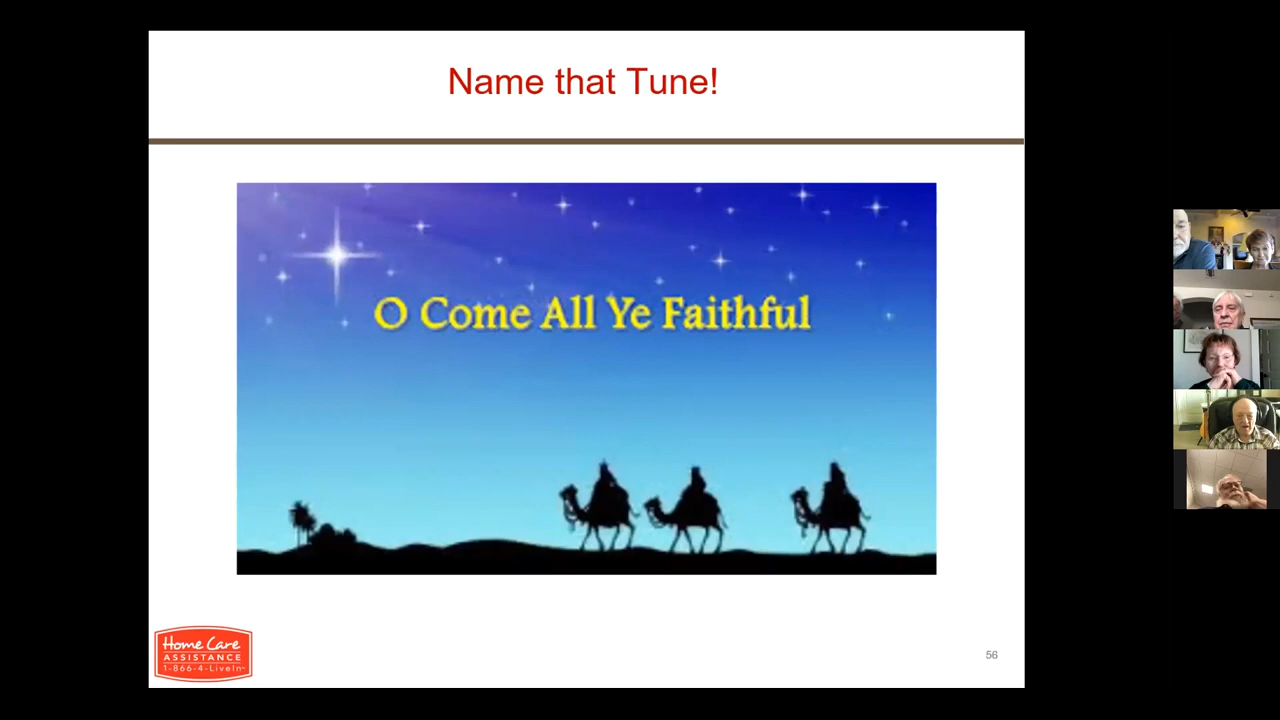 Name that Tune!
O Come All Ye Faithful
Home Care
ASSISTANCE
1-866-4-LiveIn
56